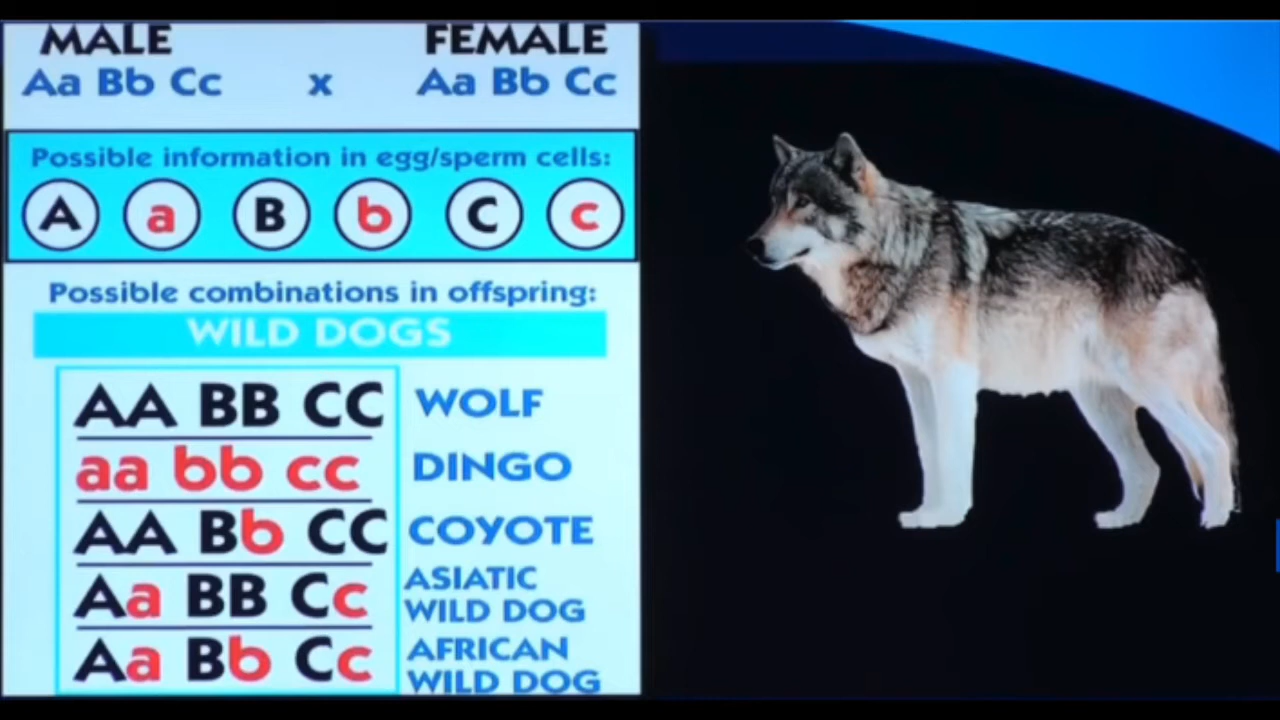 MALE FEMALE
Aa Bb Cc x Aa Bb Cc
Possible information in egg/sperm cells:
A a B b C c
Possible combinations in offspring:
WILD DOGS
AA BB CC WOLF
aa bb cc DINGO
AA Bb CC COYOTE
Aa BB Cc ASIATIC
WILD DOG
Aa Bb Cc AFRICAN
WILD DOG